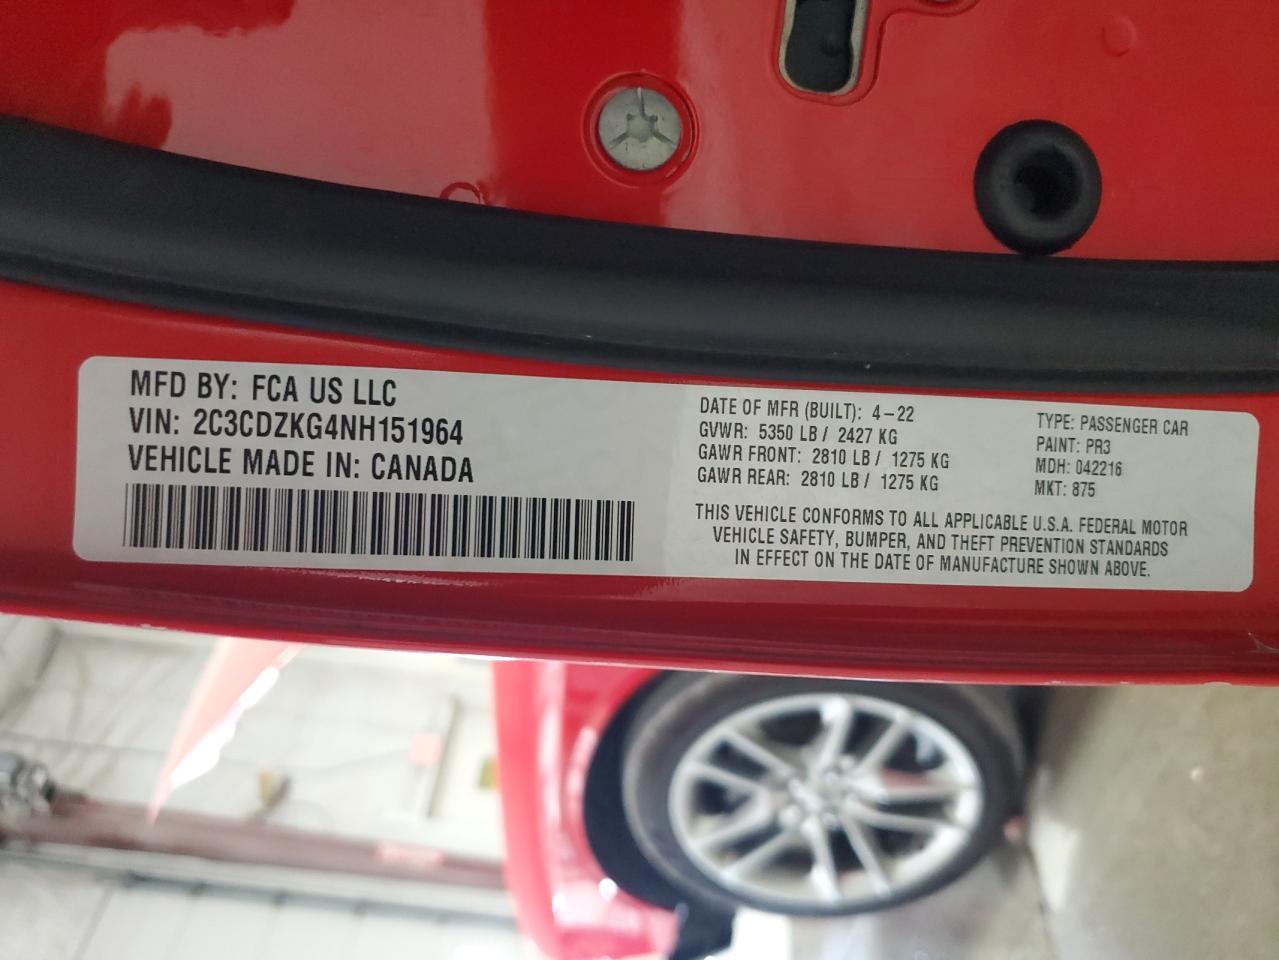 MFD BY: FCA US LLC
VIN: 2C3CDZKG4NH151964
VEHICLE MADE IN: CANADA
DATE OF MFR (BUILT): 4-22
GVWR: 5350 LB / 2427 KG
GAWR FRONT: 2810 LB / 1275 KG
GAWR REAR: 2810 LB / 1275 KG
TYPE: PASSENGER CAR
PAINT: PR3
MDH: 042216
MKT: 875
THIS VEHICLE CONFORMS TO ALL APPLICABLE U.S.A. FEDERAL MOTOR
VEHICLE SAFETY, BUMPER, AND THEFT PREVENTION STANDARDS
IN EFFECT ON THE DATE OF MANUFACTURE SHOWN ABOVE.